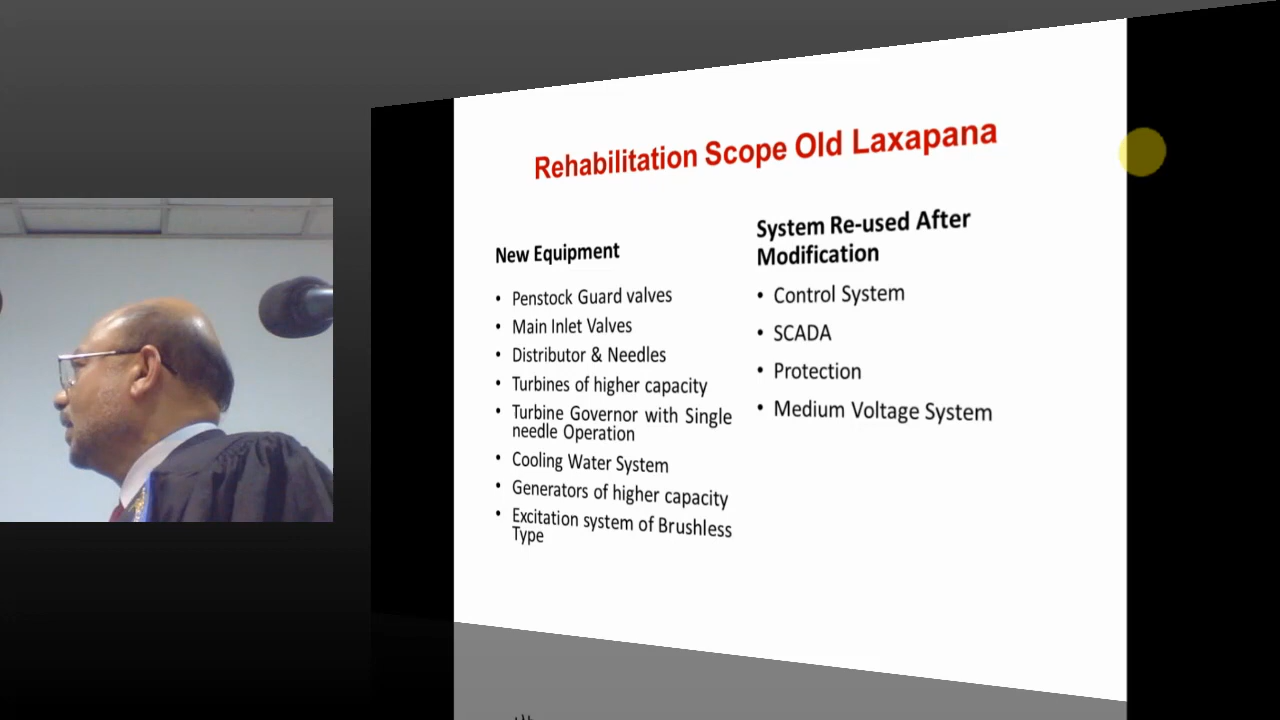 Rehabilitation Scope Old Laxapana
New Equipment
• Penstock Guard valves
• Main Inlet Valves
• Distributor & Needles
• Turbines of higher capacity
• Turbine Governor with Single
needle Operation
• Cooling Water System
• Generators of higher capacity
• Excitation system of Brushless
Type
System Re-used After
Modification
• Control System
• SCADA
• Protection
• Medium Voltage System